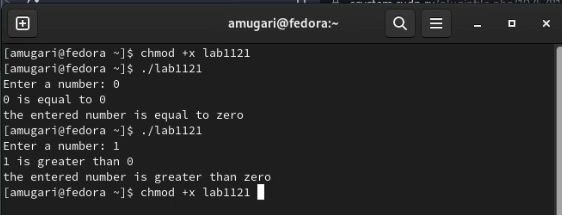 amugari@fedora:~
[amugari@fedora ~]$ chmod +x lab1121
[amugari@fedora ~]$ ./lab1121
Enter a number: 0
0 is equal to 0
the entered number is equal to zero
[amugari@fedora ~]$ ./lab1121
Enter a number: 1
1 is greater than 0
the entered number is greater than zero
[amugari@fedora ~]$ chmod +x lab1121